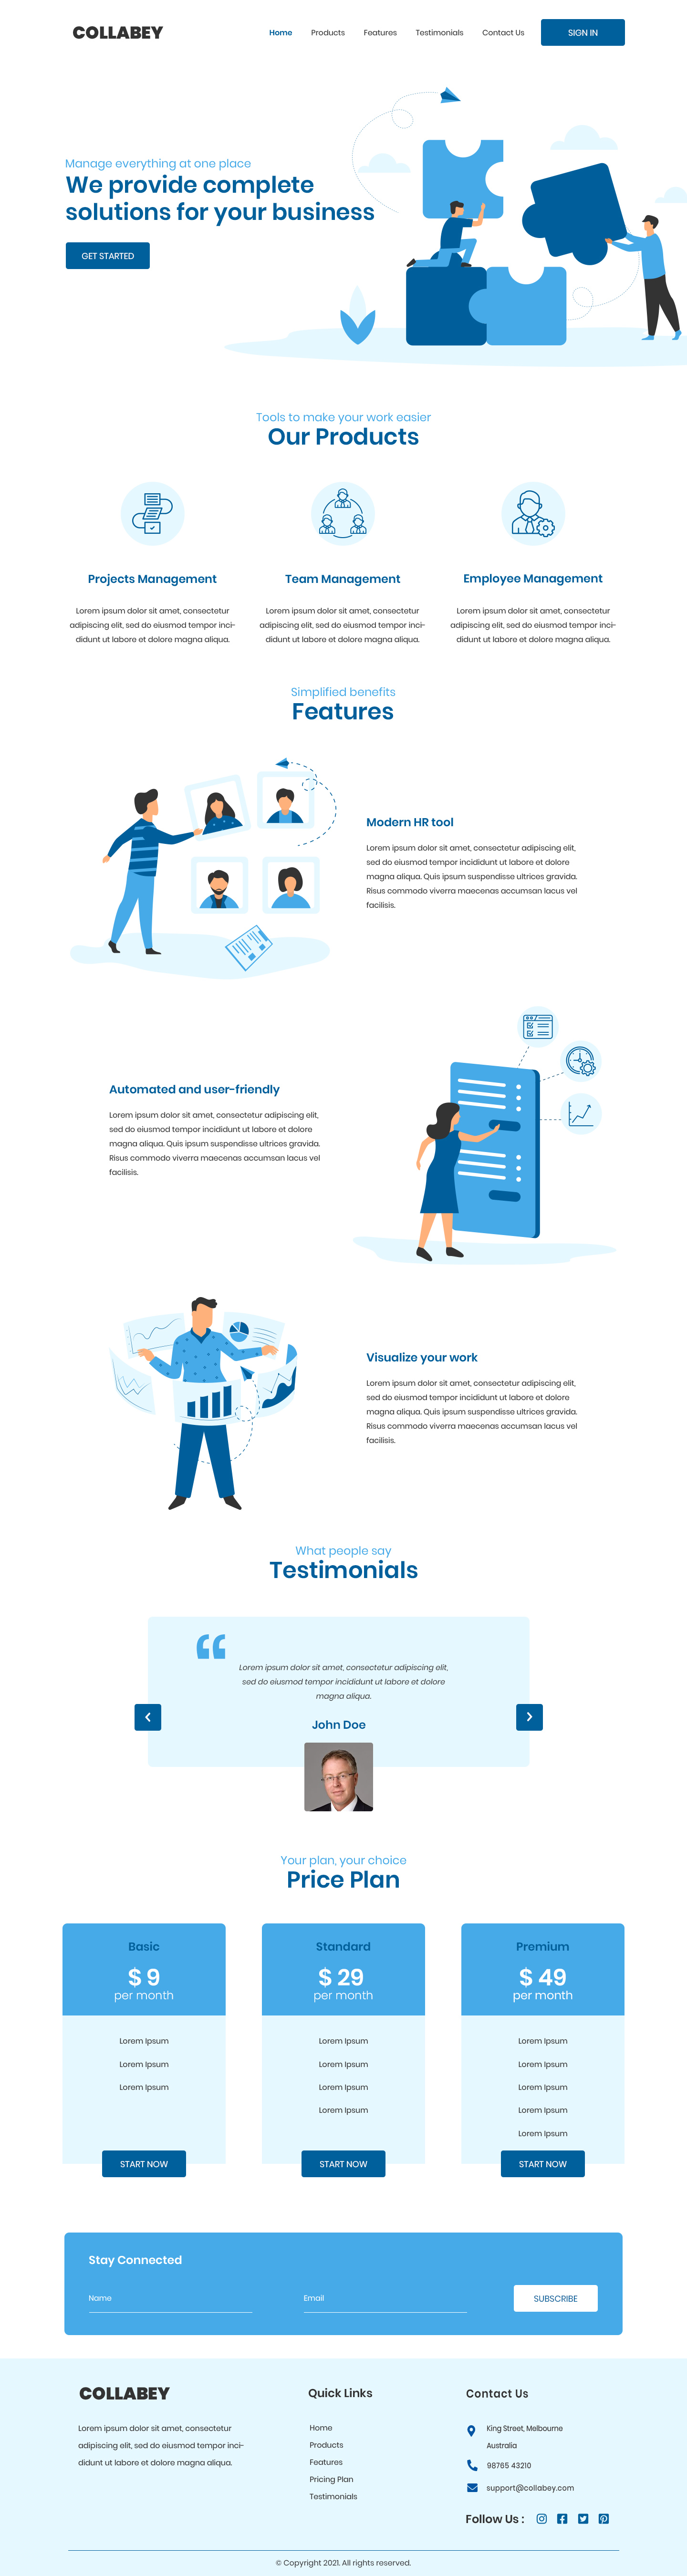 COLLABEY
Home
Products
Features
Testimonials
Contact Us
SIGN IN
Manage everything at one place
We provide complete
solutions for your business
GET STARTED
Tools to make your work easier
Our Products
Projects Management
Lorem ipsum dolor sit amet, consectetur
adipiscing elit, sed do eiusmod tempor inci-
didunt ut labore et dolore magna aliqua.
Team Management
Lorem ipsum dolor sit amet, consectetur
adipiscing elit, sed do eiusmod tempor inci-
didunt ut labore et dolore magna aliqua.
Employee Management
Lorem ipsum dolor sit amet, consectetur
adipiscing elit, sed do eiusmod tempor inci-
didunt ut labore et dolore magna aliqua.
Simplified benefits
Features
Modern HR tool
Lorem ipsum dolor sit amet, consectetur adipiscing elit,
sed do eiusmod tempor incididunt ut labore et dolore
magna aliqua. Quis ipsum suspendisse ultrices gravida.
Risus commodo viverra maecenas accumsan lacus vel
facilisis.
Automated and user-friendly
Lorem ipsum dolor sit amet, consectetur adipiscing elit,
sed do eiusmod tempor incididunt ut labore et dolore
magna aliqua. Quis ipsum suspendisse ultrices gravida.
Risus commodo viverra maecenas accumsan lacus vel
facilisis.
Visualize your work
Lorem ipsum dolor sit amet, consectetur adipiscing elit,
sed do eiusmod tempor incididunt ut labore et dolore
magna aliqua. Quis ipsum suspendisse ultrices gravida.
Risus commodo viverra maecenas accumsan lacus vel
facilisis.
What people say
Testimonials
“
Lorem ipsum dolor sit amet, consectetur adipiscing elit,
sed do eiusmod tempor incididunt ut labore et dolore
magna aliqua.
John Doe
Your plan, your choice
Price Plan
Basic
$ 9
per month
Lorem Ipsum
Lorem Ipsum
Lorem Ipsum
START NOW
Standard
$ 29
per month
Lorem Ipsum
Lorem Ipsum
Lorem Ipsum
Lorem Ipsum
START NOW
Premium
$ 49
per month
Lorem Ipsum
Lorem Ipsum
Lorem Ipsum
Lorem Ipsum
Lorem Ipsum
START NOW
Stay Connected
Name
Email
SUBSCRIBE
COLLABEY
Lorem ipsum dolor sit amet, consectetur
adipiscing elit, sed do eiusmod tempor inci-
didunt ut labore et dolore magna aliqua.
Quick Links
Home
Products
Features
Pricing Plan
Testimonials
Contact Us
King Street, Melbourne
Australia
98765 43210
support@collabey.com
Follow Us :
© Copyright 2021. All rights reserved.